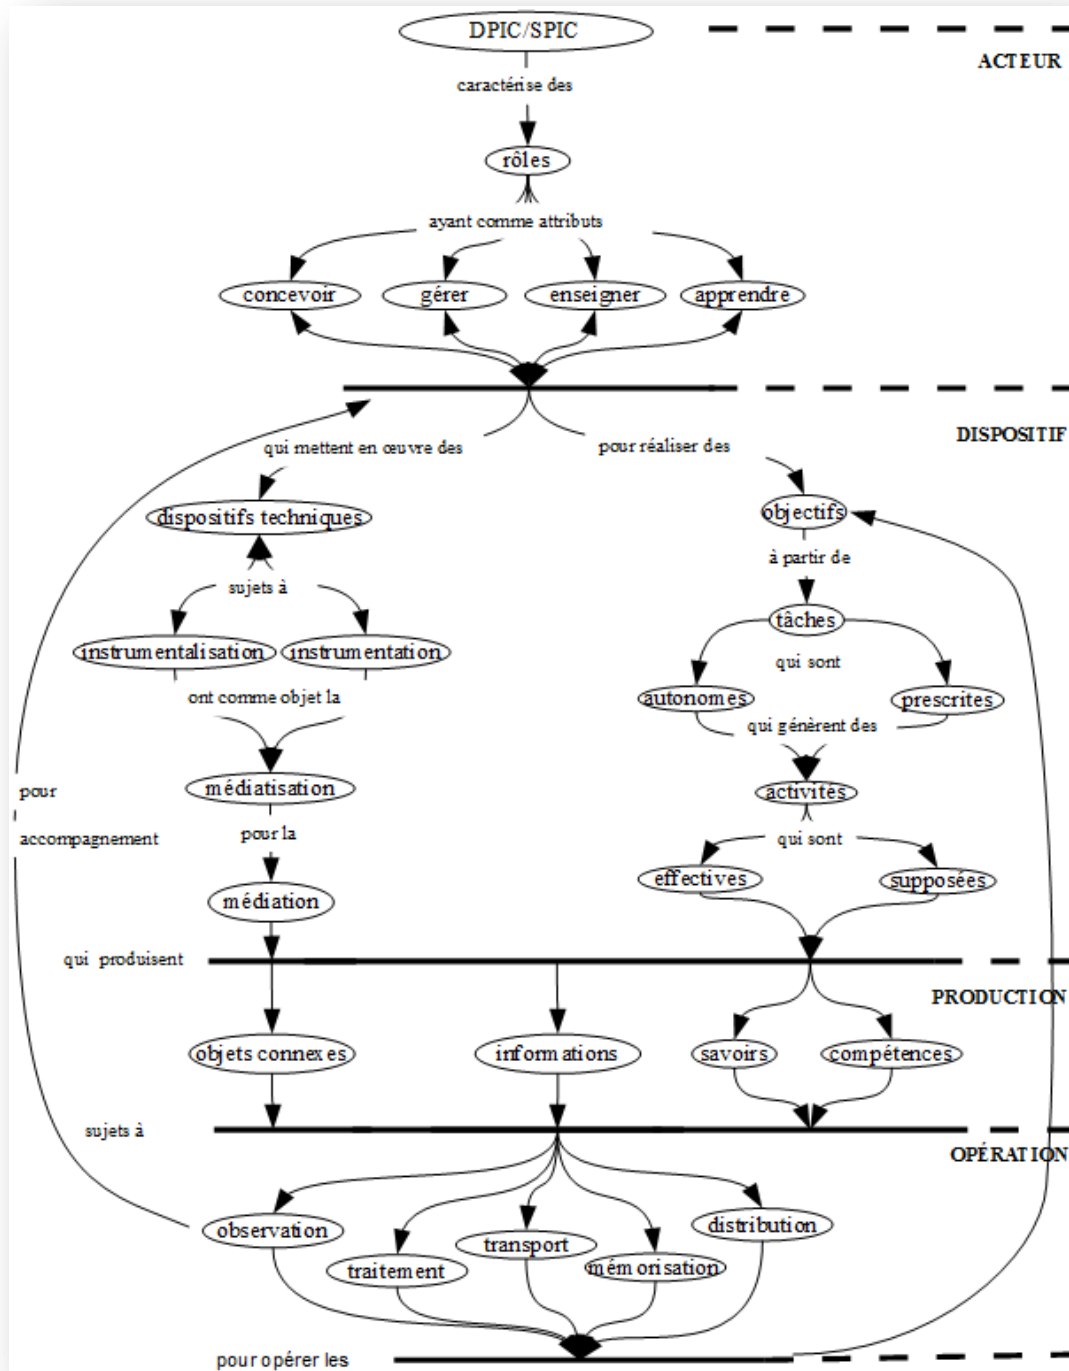 DPIC/SPIC
ACTEUR
caractérise des
rôles
ayant comme attributs
concevoir
gérer
enseigner
apprendre
DISPOSITIF
qui mettent en œuvre des
pour réaliser des
dispositifs techniques
objectifs
à partir de
sujets à
tâches
instrumentalisation
instrumentation
qui sont
ont comme objet la
autonomes
prescrites
qui génèrent des
médiatisation
activités
pour
accompagnement
pour la
qui sont
effectives
supposées
médiation
qui produisent
PRODUCTION
objets connexes
informations
savoirs
compétences
sujets à
OPÉRATION
observation
traitement
transport
mémorisation
distribution
pour opérer les